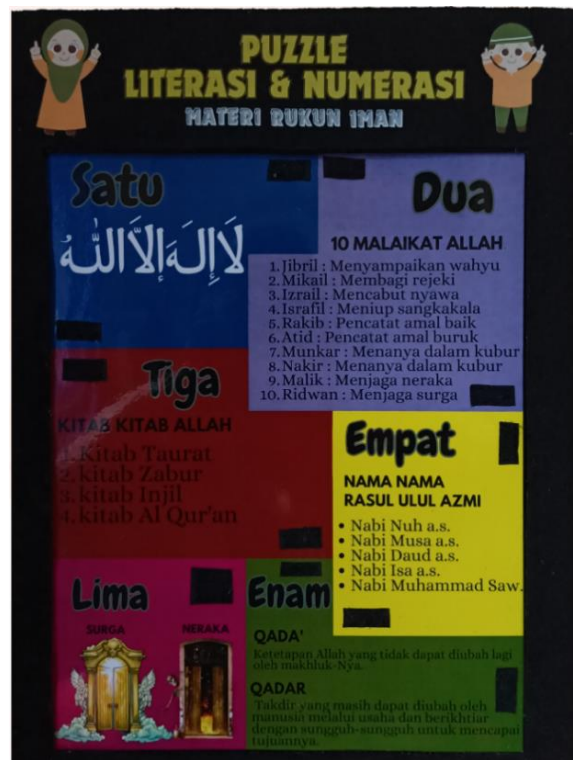 PUZZLE
LITERASI & NUMERASI
MATERI RUKUN IMAN
Satu
لَاإِلَهَ إِلاَّاللّٰهُ
Dua
10 MALAIKAT ALLAH
1. Jibril : Menyampaikan wahyu
2. Mikail : Membagi rejeki
3. Izrail : Mencabut nyawa
4. Israfil : Meniup sangkakala
5. Rakib : Pencatat amal baik
6. Atid : Pencatat amal buruk
7. Munkar : Menanya dalam kubur
8. Nakir : Menanya dalam kubur
9. Malik : Menjaga neraka
10. Ridwan : Menjaga surga
Tiga
KITAB KITAB ALLAH
1. Kitab Taurat
2. kitab Zabur
3. kitab Injil
4. kitab Al Qur'an
Empat
NAMA NAMA
RASUL ULUL AZMI
• Nabi Nuh a.s.
• Nabi Musa a.s.
• Nabi Daud a.s.
• Nabi Isa a.s.
• Nabi Muhammad Saw.
Lima
SURGA
NERAKA
Enam
QADA'
Ketetapan Allah yang tidak dapat diubah lagi
oleh makhluk-Nya.
QADAR
Takdir yang masih dapat diubah oleh
manusia melalui usaha dan berikhtiar
dengan sungguh-sungguh untuk mencapai
tujuannya.